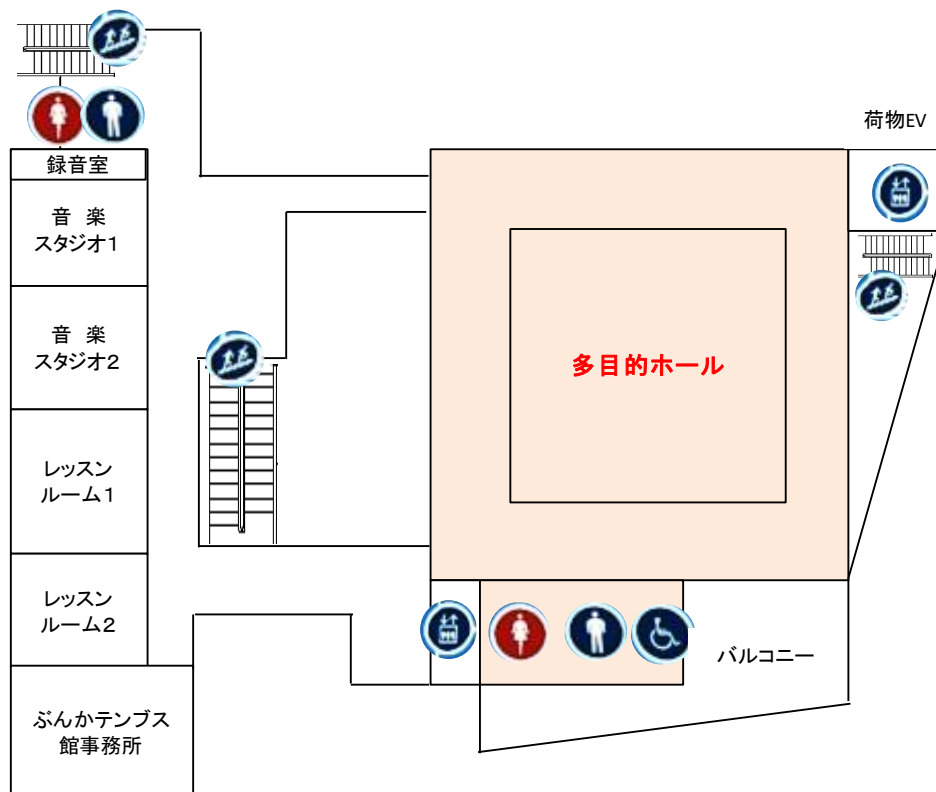 荷物EV
録音室
音　楽
スタジオ1
音　楽
スタジオ2
多目的ホール
レッスン
ルーム1
レッスン
ルーム2
バルコニー
ぶんかテンブス
館事務所